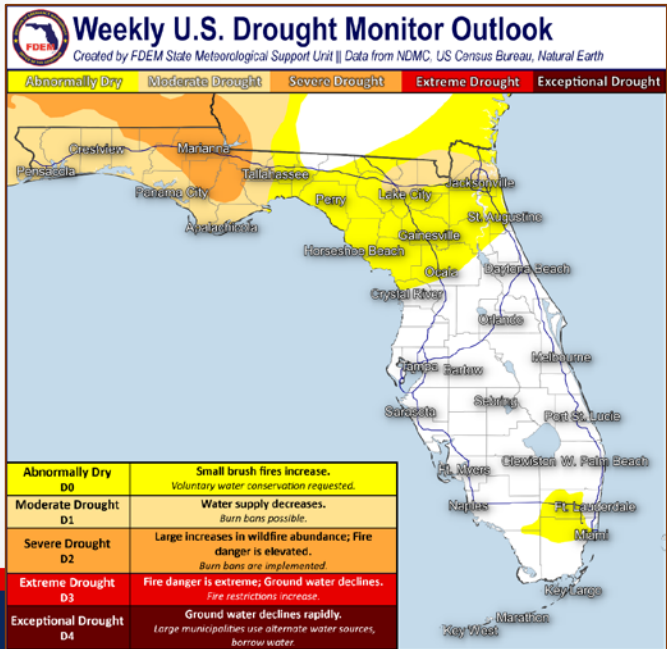 Weekly U.S. Drought Monitor Outlook
FDEM
Created by FDEM State Meteorological Support Unit || Data from NDMC, US Census Bureau, Natural Earth
Abnormally Dry Moderate Drought Severe Drought Extreme Drought Exceptional Drought
Crestview
Marianna
Pensacola
Tallahassee
Panama City
Apalachicola
Perry
Lake City
Jacksonville
St. Augustine
Gainesville
Horseshoe Beach
Ocala
Daytona Beach
Crystal River
Orlando
Tampa
Bartow
Melbourne
Sebring
Sarasota
Port St. Lucie
Ft. Myers
Clewiston
W. Palm Beach
Naples
Ft. Lauderdale
Miami
Key Largo
Marathon
Key West
Abnormally Dry
D0
Small brush fires increase.
Voluntary water conservation requested.
Moderate Drought
D1
Water supply decreases.
Burn bans possible.
Severe Drought
D2
Large increases in wildfire abundance; Fire
danger is elevated.
Burn bans are implemented.
Extreme Drought
D3
Fire danger is extreme; Ground water declines.
Fire restrictions increase.
Exceptional Drought
D4
Ground water declines rapidly.
Large municipalities use alternate water sources,
borrow water.